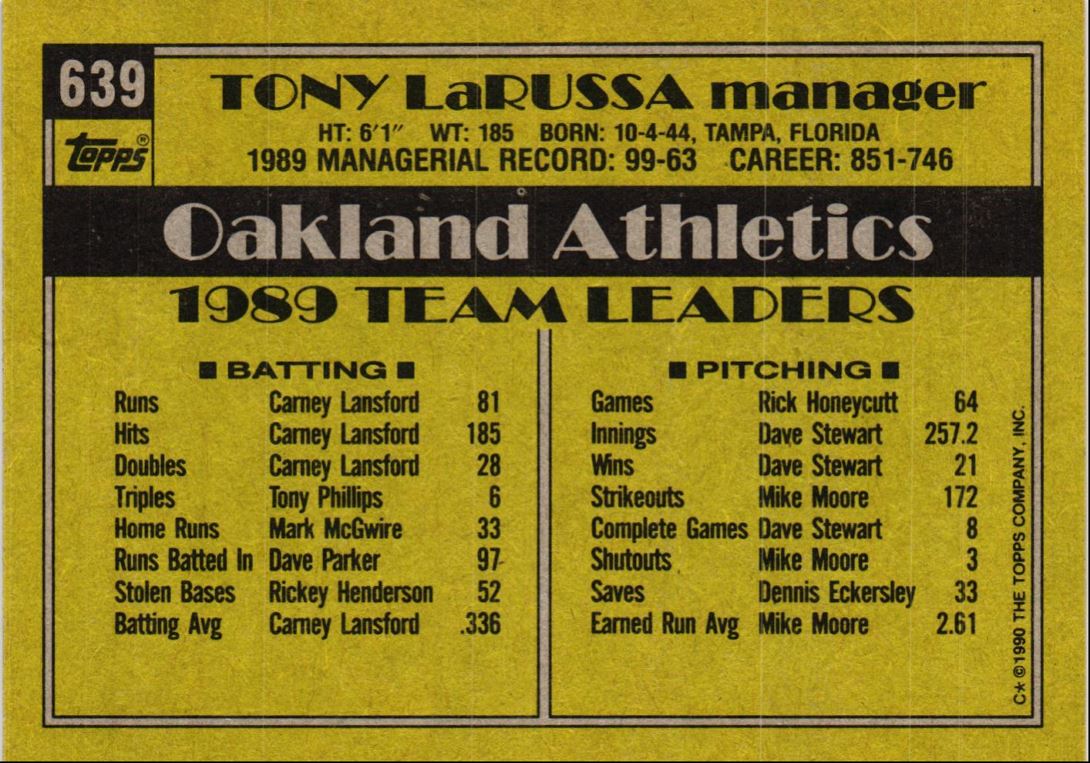 639
TOPPS®
TONY LaRUSSA manager
HT: 6'1" WT: 185 BORN: 10-4-44, TAMPA, FLORIDA
1989 MANAGERIAL RECORD: 99-63 CAREER: 851-746
Oakland Athletics
1989 TEAM LEADERS
■ BATTING ■
Runs Carney Lansford 81
Hits Carney Lansford 185
Doubles Carney Lansford 28
Triples Tony Phillips 6
Home Runs Mark McGwire 33
Runs Batted In Dave Parker 97
Stolen Bases Rickey Henderson 52
Batting Avg Carney Lansford .336
■ PITCHING ■
Games Rick Honeycutt 64
Innings Dave Stewart 257.2
Wins Dave Stewart 21
Strikeouts Mike Moore 172
Complete Games Dave Stewart 8
Shutouts Mike Moore 3
Saves Dennis Eckersley 33
Earned Run Avg Mike Moore 2.61
C★ ©1990 THE TOPPS COMPANY, INC.